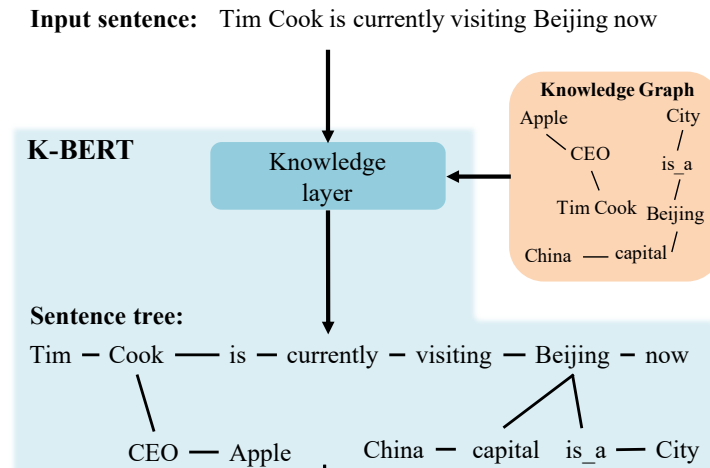 Input sentence: Tim Cook is currently visiting Beijing now
Knowledge Graph
Apple
City
CEO
is_a
Tim Cook
Beijing
China
capital
K-BERT
Knowledge
layer
Sentence tree:
Tim Cook is currently visiting Beijing now
CEO Apple China capital is_a City